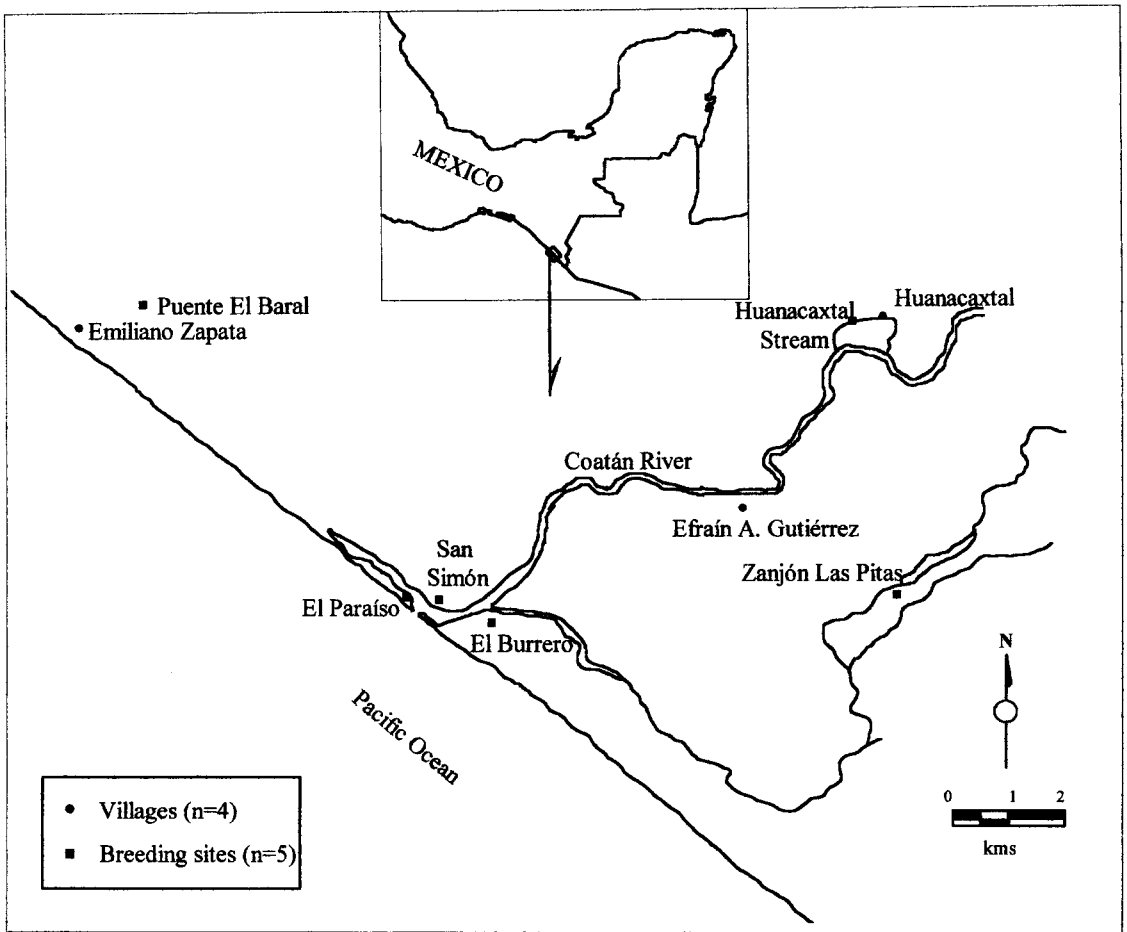 MEXICO
Puente El Baral
Emiliano Zapata
Huanacaxtal
Huanacaxtal
Stream
Coatán River
Efraín A. Gutiérrez
San
Simón
Zanjón Las Pitas
El Paraíso
El Burrero
N
Pacific Ocean
Villages (n=4)
Breeding sites (n=5)
0 1 2
kms